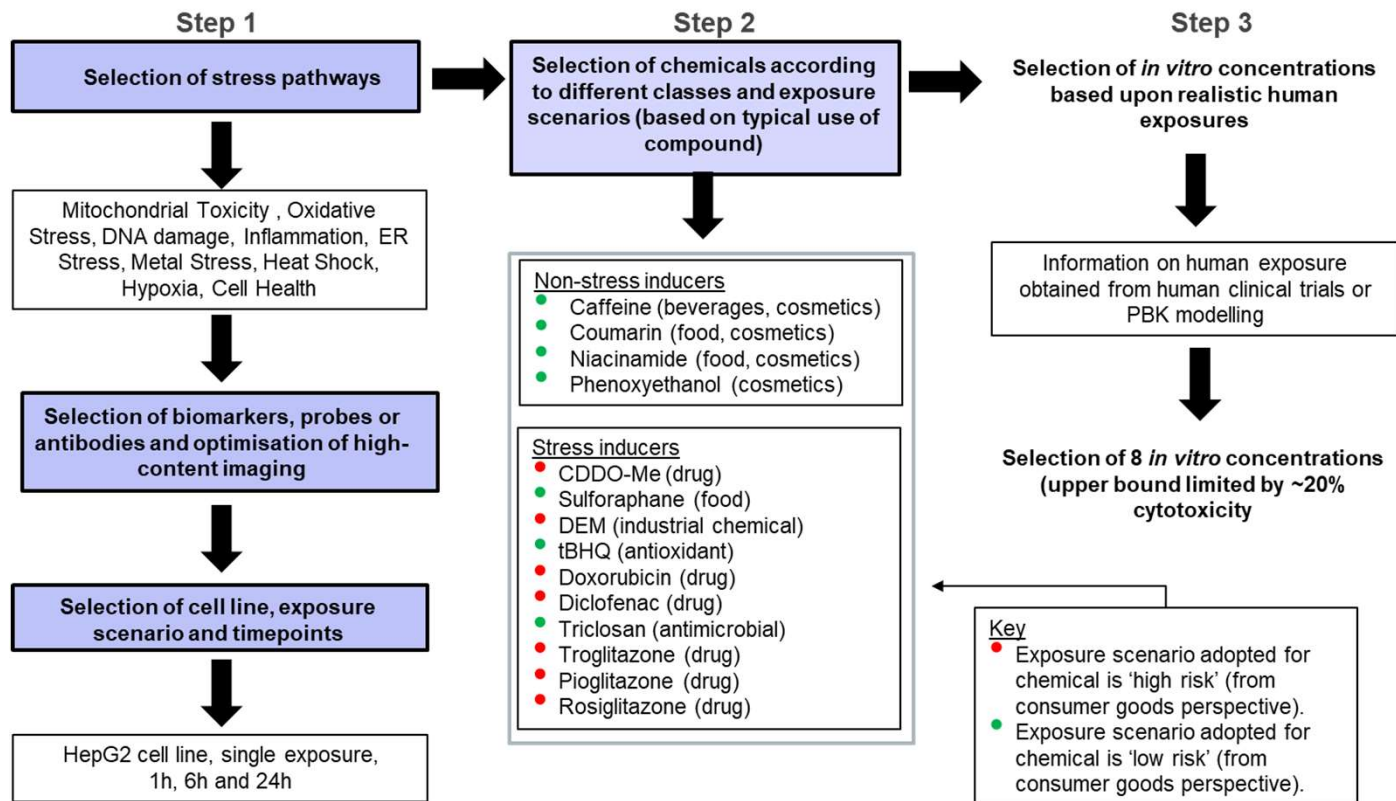 Step 1
Selection of stress pathways
Mitochondrial Toxicity , Oxidative
Stress, DNA damage, Inflammation, ER
Stress, Metal Stress, Heat Shock,
Hypoxia, Cell Health
Selection of biomarkers, probes or
antibodies and optimisation of high-
content imaging
Selection of cell line, exposure
scenario and timepoints
HepG2 cell line, single exposure,
1h, 6h and 24h
Step 2
Selection of chemicals according
to different classes and exposure
scenarios (based on typical use of
compound)
Non-stress inducers
Caffeine (beverages, cosmetics)
Coumarin (food, cosmetics)
Niacinamide (food, cosmetics)
Phenoxyethanol (cosmetics)
Stress inducers
CDDO-Me (drug)
Sulforaphane (food)
DEM (industrial chemical)
tBHQ (antioxidant)
Doxorubicin (drug)
Diclofenac (drug)
Triclosan (antimicrobial)
Troglitazone (drug)
Pioglitazone (drug)
Rosiglitazone (drug)
Step 3
Selection of in vitro concentrations
based upon realistic human
exposures
Information on human exposure
obtained from human clinical trials or
PBK modelling
Selection of 8 in vitro concentrations
(upper bound limited by ~20%
cytotoxicity
Key
Exposure scenario adopted for
chemical is ‘high risk’ (from
consumer goods perspective).
Exposure scenario adopted for
chemical is ‘low risk’ (from
consumer goods perspective).